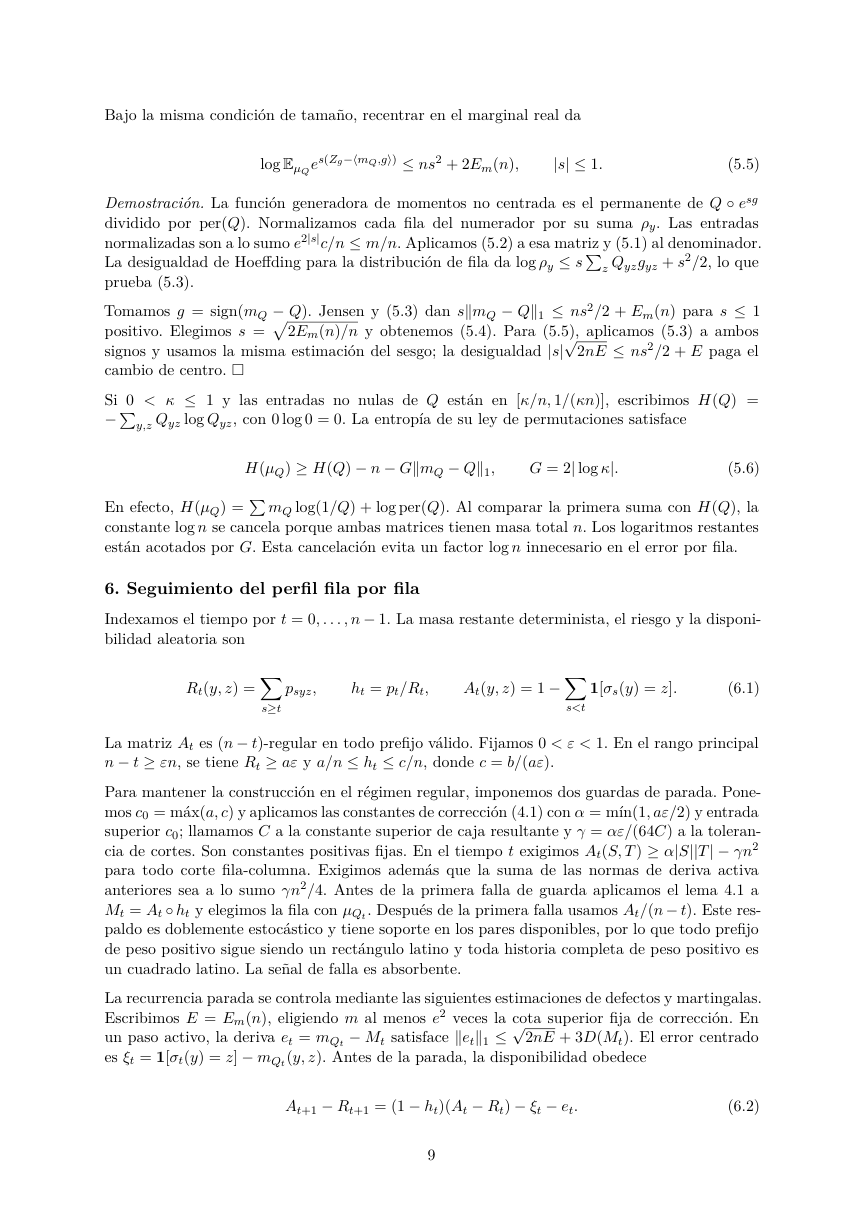 Bajo la misma condición de tamaño, recentrar en el marginal real da
log 𝔼_{μ_Q} e^{s(Z_g−⟨m_Q,g⟩)} ≤ ns² + 2E_m(n),  |s| ≤ 1.  (5.5)
Demostración. La función generadora de momentos no centrada es el permanente de Q ∘ e^{sg}
dividido por per(Q). Normalizamos cada fila del numerador por su suma ρ_y. Las entradas
normalizadas son a lo sumo e^{2|s|}c/n ≤ m/n. Aplicamos (5.2) a esa matriz y (5.1) al denominador.
La desigualdad de Hoeffding para la distribución de fila da log ρ_y ≤ s ∑_z Q_{yz}g_{yz} + s²/2, lo que
prueba (5.3).
Tomamos g = sign(m_Q − Q). Jensen y (5.3) dan s‖m_Q − Q‖₁ ≤ ns²/2 + E_m(n) para s ≤ 1
positivo. Elegimos s = √(2E_m(n)/n) y obtenemos (5.4). Para (5.5), aplicamos (5.3) a ambos
signos y usamos la misma estimación del sesgo; la desigualdad |s|√(2nE) ≤ ns²/2 + E paga el
cambio de centro. □
Si 0 < κ ≤ 1 y las entradas no nulas de Q están en [κ/n, 1/(κn)], escribimos H(Q) =
− ∑_{y,z} Q_{yz} log Q_{yz}, con 0 log 0 = 0. La entropía de su ley de permutaciones satisface
H(μ_Q) ≥ H(Q) − n − G‖m_Q − Q‖₁,  G = 2| log κ|.  (5.6)
En efecto, H(μ_Q) = ∑ m_Q log(1/Q) + log per(Q). Al comparar la primera suma con H(Q), la
constante log n se cancela porque ambas matrices tienen masa total n. Los logaritmos restantes
están acotados por G. Esta cancelación evita un factor log n innecesario en el error por fila.
6. Seguimiento del perfil fila por fila
Indexamos el tiempo por t = 0, . . . , n − 1. La masa restante determinista, el riesgo y la disponi-
bilidad aleatoria son
R_t(y, z) = ∑_{s≥t} p_{syz},  h_t = p_t/R_t,  A_t(y, z) = 1 − ∑_{s<t} 𝟏[σ_s(y) = z].  (6.1)
La matriz A_t es (n − t)-regular en todo prefijo válido. Fijamos 0 < ε < 1. En el rango principal
n − t ≥ εn, se tiene R_t ≥ aε y a/n ≤ h_t ≤ c/n, donde c = b/(aε).
Para mantener la construcción en el régimen regular, imponemos dos guardas de parada. Pone-
mos c₀ = máx(a, c) y aplicamos las constantes de corrección (4.1) con α = mín(1, aε/2) y entrada
superior c₀; llamamos C a la constante superior de caja resultante y γ = αε/(64C) a la toleran-
cia de cortes. Son constantes positivas fijas. En el tiempo t exigimos A_t(S, T) ≥ α|S||T| − γn²
para todo corte fila-columna. Exigimos además que la suma de las normas de deriva activa
anteriores sea a lo sumo γn²/4. Antes de la primera falla de guarda aplicamos el lema 4.1 a
M_t = A_t ∘ h_t y elegimos la fila con μ_{Q_t}. Después de la primera falla usamos A_t/(n − t). Este res-
paldo es doblemente estocástico y tiene soporte en los pares disponibles, por lo que todo prefijo
de peso positivo sigue siendo un rectángulo latino y toda historia completa de peso positivo es
un cuadrado latino. La señal de falla es absorbente.
La recurrencia parada se controla mediante las siguientes estimaciones de defectos y martingalas.
Escribimos E = E_m(n), eligiendo m al menos e² veces la cota superior fija de corrección. En
un paso activo, la deriva e_t = m_{Q_t} − M_t satisface ‖e_t‖₁ ≤ √(2nE) + 3D(M_t). El error centrado
es ξ_t = 𝟏[σ_t(y) = z] − m_{Q_t}(y, z). Antes de la parada, la disponibilidad obedece
A_{t+1} − R_{t+1} = (1 − h_t)(A_t − R_t) − ξ_t − e_t.  (6.2)
9